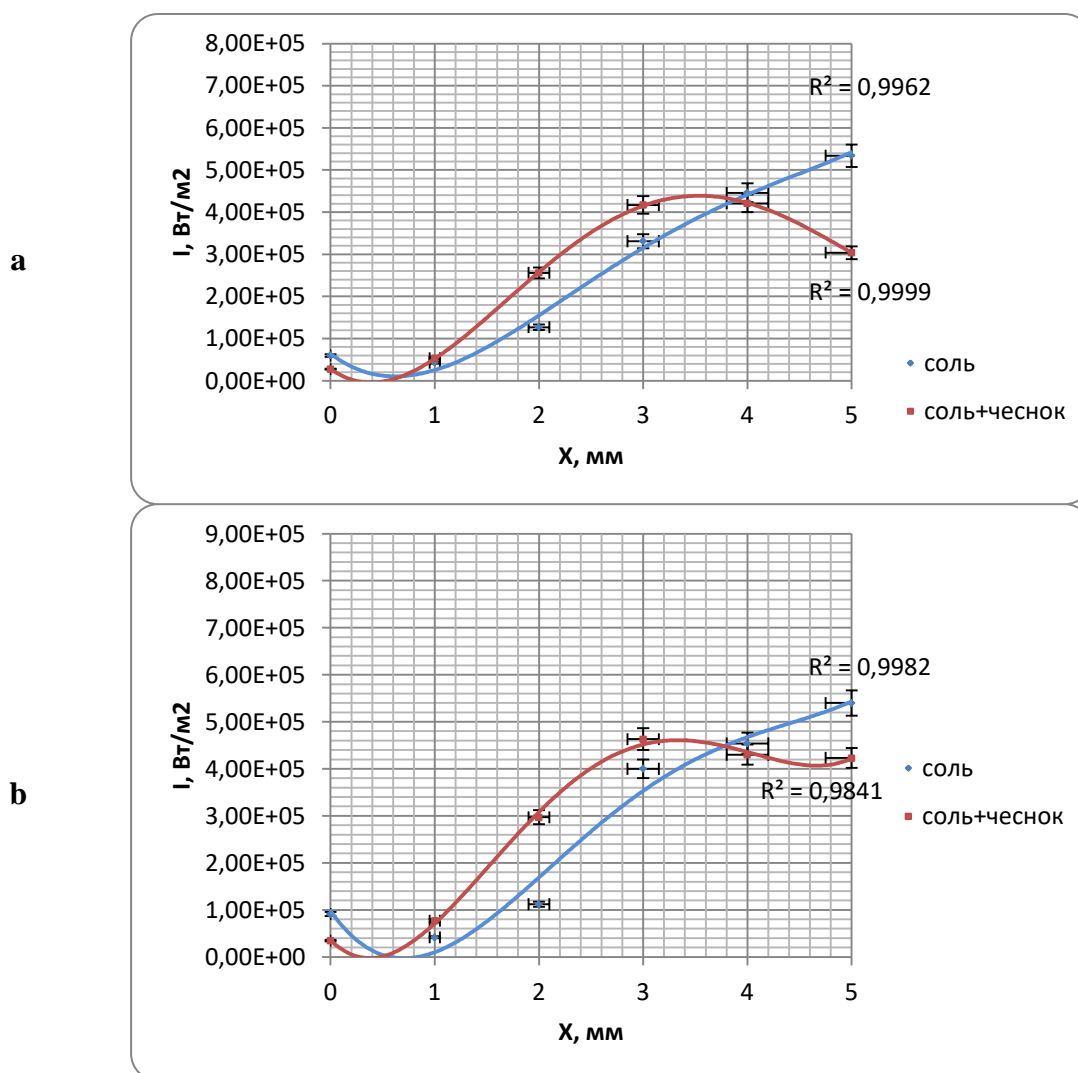 a
I, Вт/м2
8,00E+05
7,00E+05
6,00E+05
5,00E+05
4,00E+05
3,00E+05
2,00E+05
1,00E+05
0,00E+00
R² = 0,9962
R² = 0,9999
соль
соль+чеснок
0 1 2 3 4 5
X, мм
b
I, Вт/м2
9,00E+05
8,00E+05
7,00E+05
6,00E+05
5,00E+05
4,00E+05
3,00E+05
2,00E+05
1,00E+05
0,00E+00
R² = 0,9982
R² = 0,9841
соль
соль+чеснок
0 1 2 3 4 5
X, мм